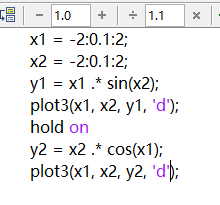 − 1.0 + ÷ 1.1 ×
x1 = -2:0.1:2;
x2 = -2:0.1:2;
y1 = x1 .* sin(x2);
plot3(x1, x2, y1, 'd');
hold on
y2 = x2 .* cos(x1);
plot3(x1, x2, y2, 'd');